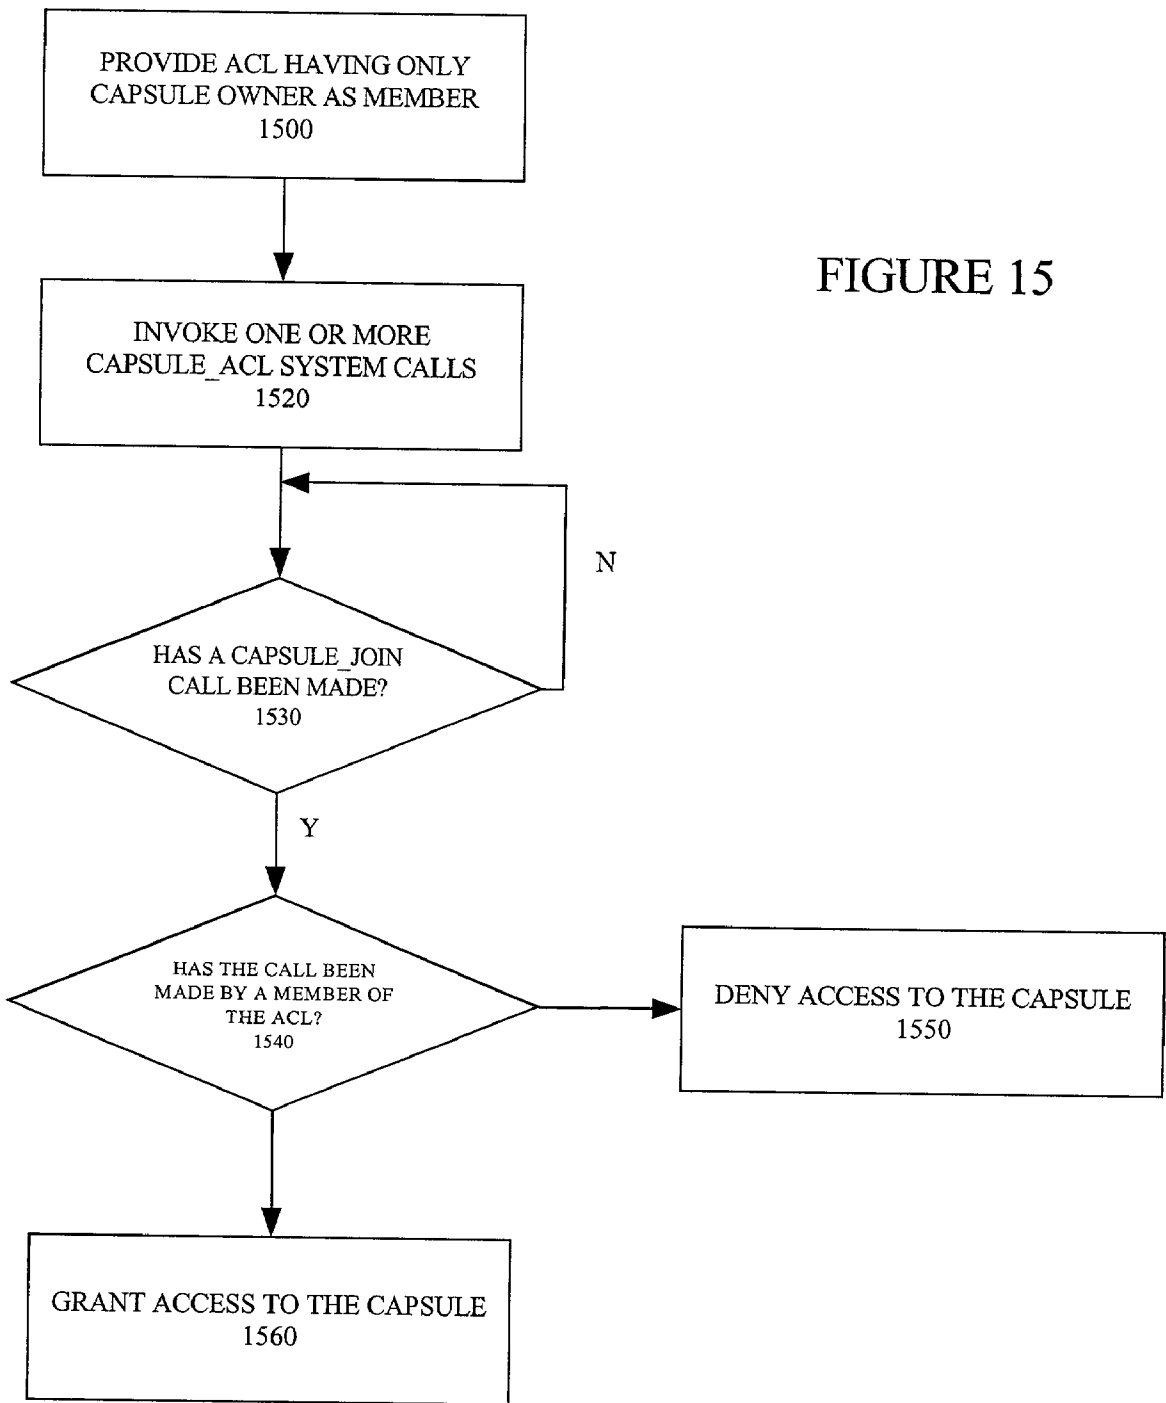 PROVIDE ACL HAVING ONLY
CAPSULE OWNER AS MEMBER
1500
FIGURE 15
INVOKE ONE OR MORE
CAPSULE_ACL SYSTEM CALLS
1520
N
HAS A CAPSULE_JOIN
CALL BEEN MADE?
1530
Y
HAS THE CALL BEEN
MADE BY A MEMBER OF
THE ACL?
1540
DENY ACCESS TO THE CAPSULE
1550
GRANT ACCESS TO THE CAPSULE
1560